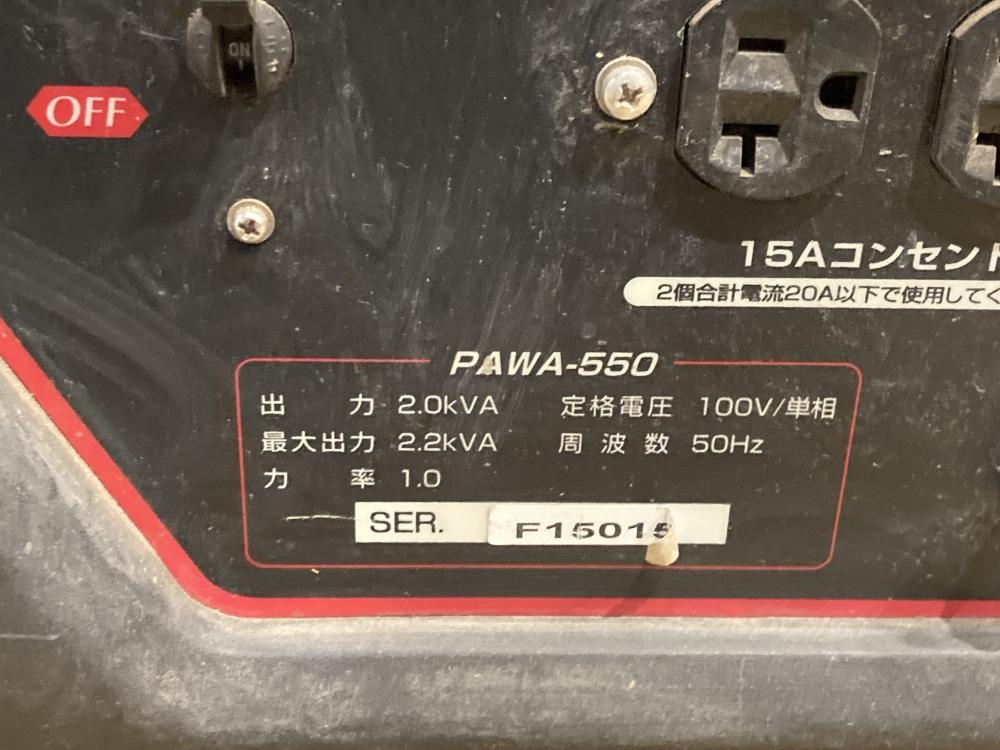 ON
OFF
15Aコンセント
2個合計電流20A以下で使用してく
PAWA-550
出 力 2.0kVA 定格電圧 100V/単相
最大出力 2.2kVA 周波数 50Hz
力 率 1.0
SER. F15015